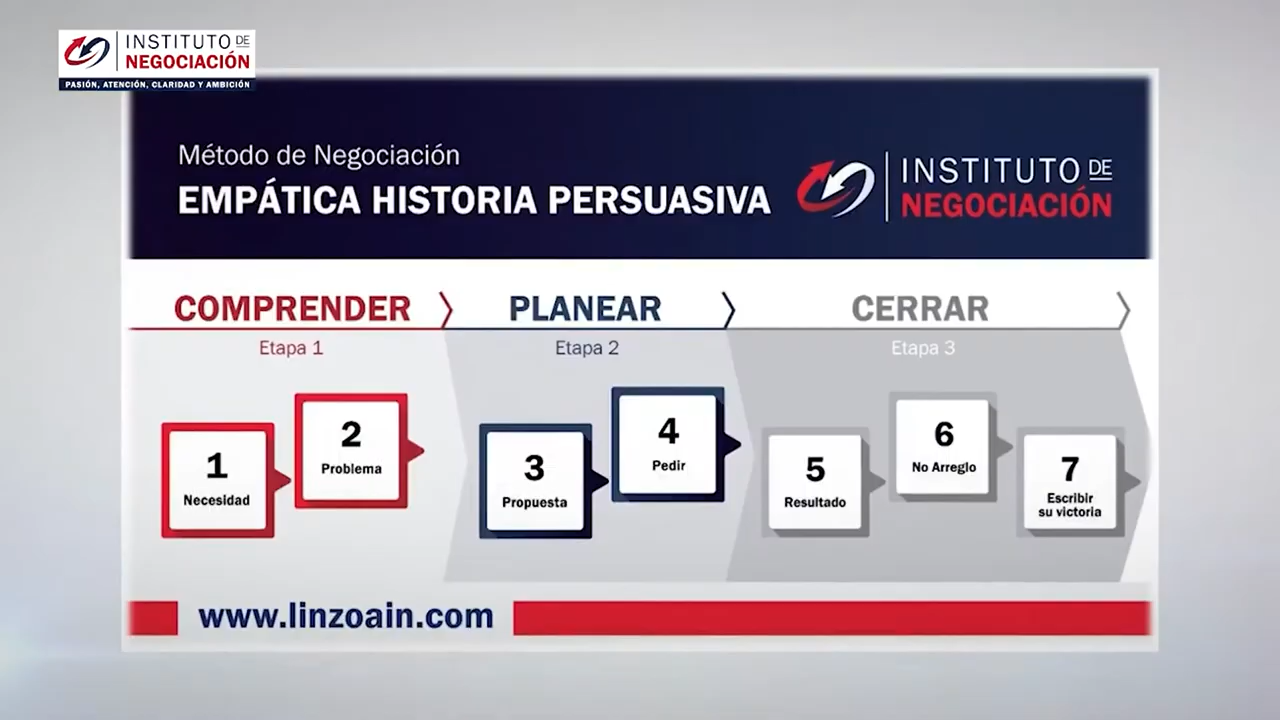 INSTITUTO DE
NEGOCIACIÓN
PASIÓN, ATENCIÓN, CLARIDAD Y AMBICIÓN
Método de Negociación
EMPÁTICA HISTORIA PERSUASIVA
INSTITUTO DE
NEGOCIACIÓN
COMPRENDER
PLANEAR
CERRAR
Etapa 1
Etapa 2
Etapa 3
1
Necesidad
2
Problema
3
Propuesta
4
Pedir
5
Resultado
6
No Arreglo
7
Escribir
su victoria
www.linzoain.com